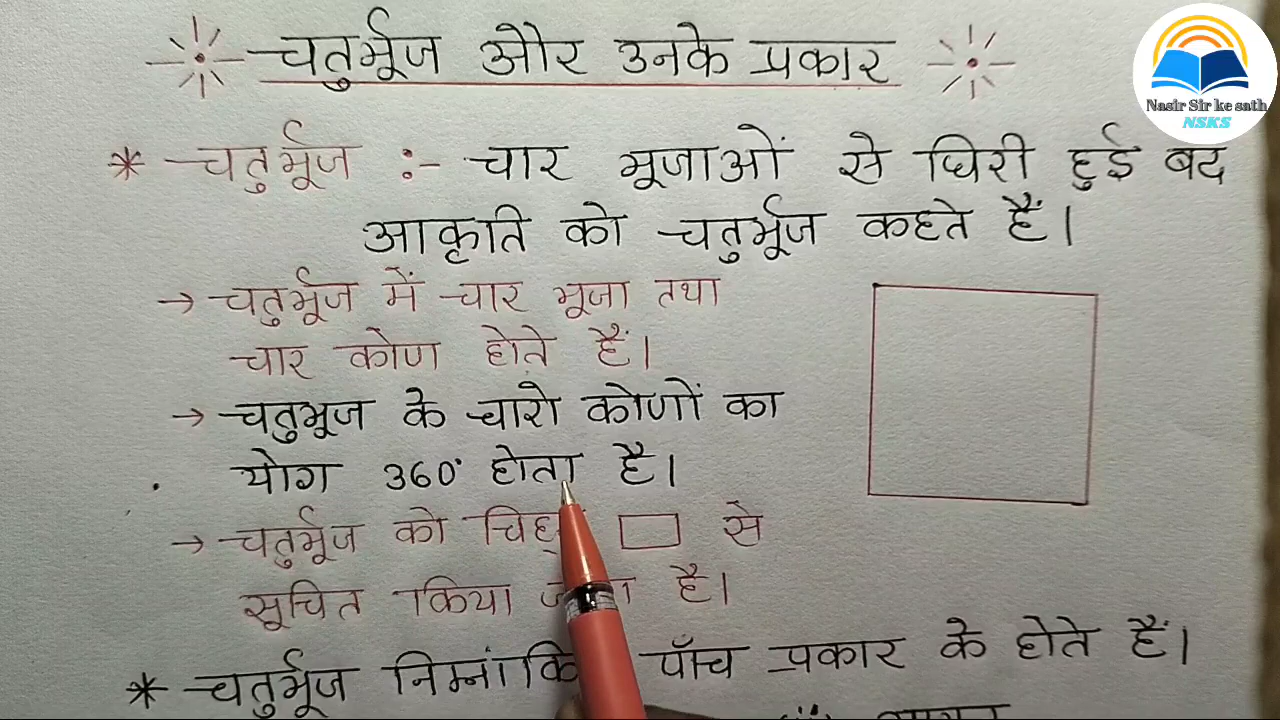 चतुर्भूज और उनके प्रकार
Nasir Sir ke sath
NSKS
* चतुर्भूज :- चार भूजाओं से घिरी हुई बद
आकृति को चतुर्भूज कहते हैं।
→ चतुर्भूज में चार भूजा तथा
चार कोण होते हैं।
→ चतुभूज के चारो कोणों का
योग 360° होता है।
→ चतुर्भूज को □ से
सूचित किया है।
* चतुर्भूज पाँच प्रकार के होते हैं।